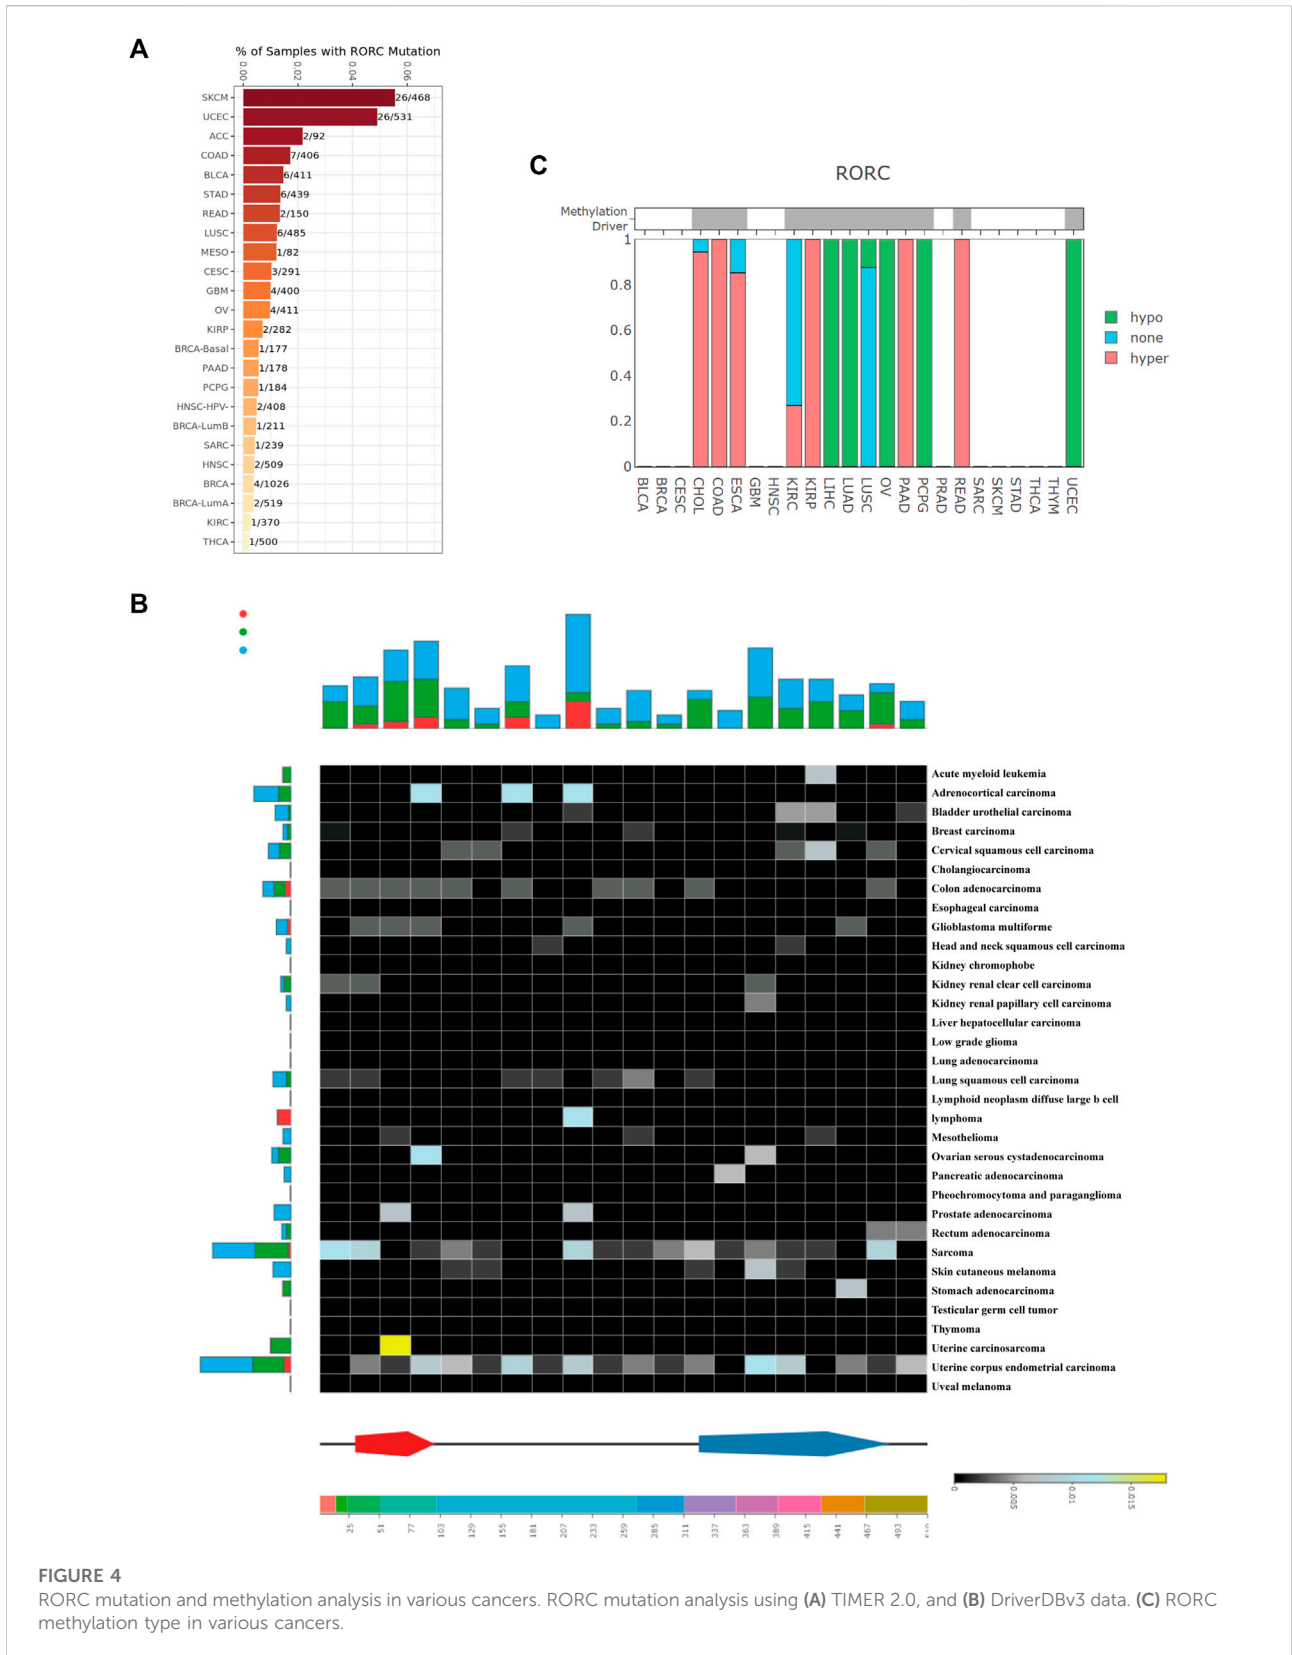 A
% of Samples with RORC Mutation
0.00
0.02
0.04
0.06
SKCM 26/468
UCEC 26/531
ACC 2/92
COAD 7/406
BLCA 6/411
STAD 6/439
READ 2/150
LUSC 6/485
MESO 1/82
CESC 3/291
GBM 4/400
OV 4/411
KIRP 2/282
BRCA-Basal 1/177
PAAD 1/178
PCPG 1/184
HNSC-HPV- 2/408
BRCA-LumB 1/211
SARC 1/239
HNSC 2/509
BRCA 4/1026
BRCA-LumA 2/519
KIRC 1/370
THCA 1/500
C
RORC
Methylation
Driver
1
0.8
0.6
0.4
0.2
0
BLCA
BRCA
CESC
CHOL
COAD
ESCA
GBM
HNSC
KIRC
KIRP
LIHC
LUAD
LUSC
OV
PAAD
PCPG
PRAD
READ
SARC
SKCM
STAD
THCA
THYM
UCEC
hypo
none
hyper
B
Acute myeloid leukemia
Adrenocortical carcinoma
Bladder urothelial carcinoma
Breast carcinoma
Cervical squamous cell carcinoma
Cholangiocarcinoma
Colon adenocarcinoma
Esophageal carcinoma
Glioblastoma multiforme
Head and neck squamous cell carcinoma
Kidney chromophobe
Kidney renal clear cell carcinoma
Kidney renal papillary cell carcinoma
Liver hepatocellular carcinoma
Low grade glioma
Lung adenocarcinoma
Lung squamous cell carcinoma
Lymphoid neoplasm diffuse large b cell
lymphoma
Mesothelioma
Ovarian serous cystadenocarcinoma
Pancreatic adenocarcinoma
Pheochromocytoma and paraganglioma
Prostate adenocarcinoma
Rectum adenocarcinoma
Sarcoma
Skin cutaneous melanoma
Stomach adenocarcinoma
Testicular germ cell tumor
Thymoma
Uterine carcinosarcoma
Uterine corpus endometrial carcinoma
Uveal melanoma
25
51
77
103
129
155
181
207
233
259
285
311
337
363
389
415
441
467
493
0
0.005
0.01
0.015
FIGURE 4
RORC mutation and methylation analysis in various cancers. RORC mutation analysis using (A) TIMER 2.0, and (B) DriverDBv3 data. (C) RORC
methylation type in various cancers.